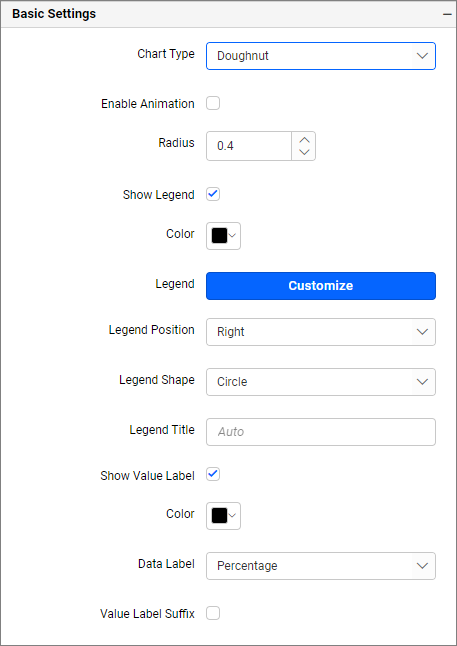 Basic Settings
Chart Type Doughnut
Enable Animation
Radius 0.4
Show Legend
Color
Legend Customize
Legend Position Right
Legend Shape Circle
Legend Title Auto
Show Value Label
Color
Data Label Percentage
Value Label Suffix